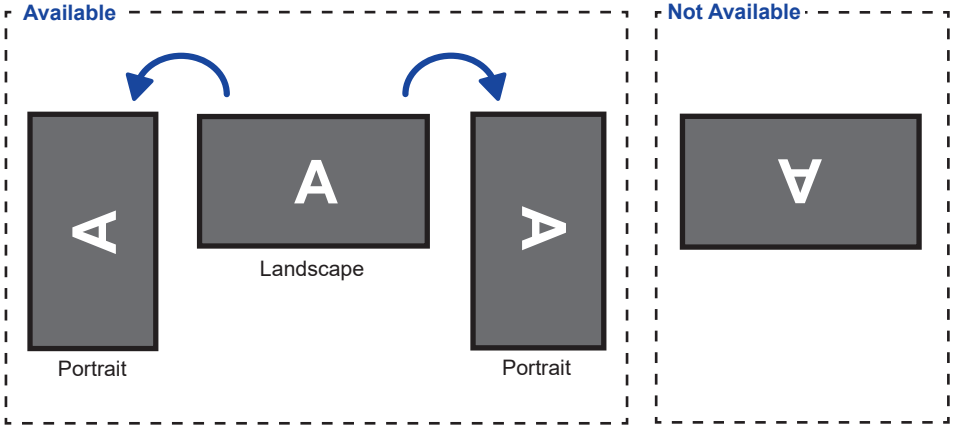 Available
Not Available
A
A
A
A
Landscape
Portrait
Portrait